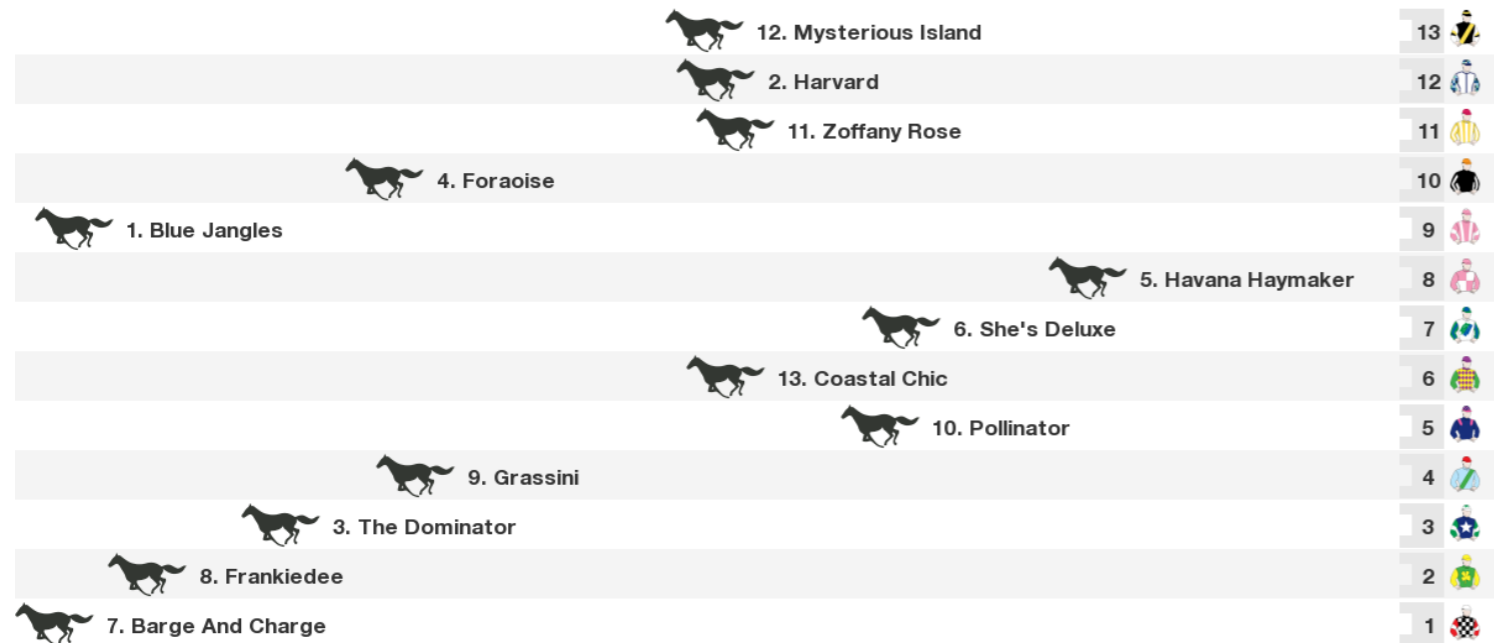 12. Mysterious Island 13
2. Harvard 12
11. Zoffany Rose 11
4. Foraoise 10
1. Blue Jangles 9
5. Havana Haymaker 8
6. She's Deluxe 7
13. Coastal Chic 6
10. Pollinator 5
9. Grassini 4
3. The Dominator 3
8. Frankiedee 2
7. Barge And Charge 1